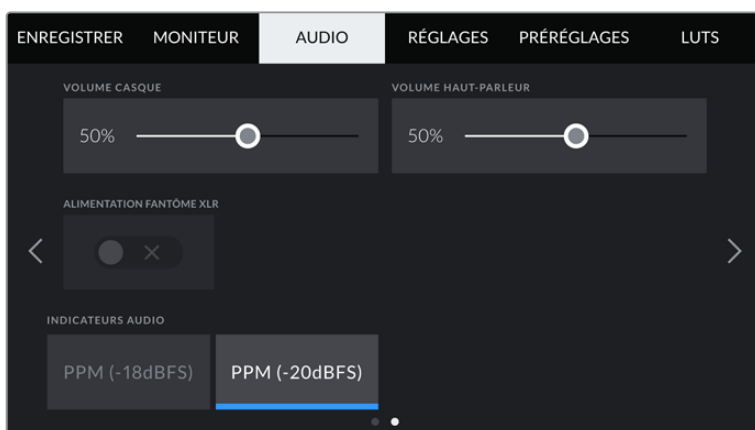 ENREGISTRER MONITEUR AUDIO RÉGLAGES PRÉRÉGLAGES LUTS
VOLUME CASQUE VOLUME HAUT-PARLEUR
50% 50%
ALIMENTATION FANTÔME XLR
INDICATEURS AUDIO
PPM (-18dBFS) PPM (-20dBFS)